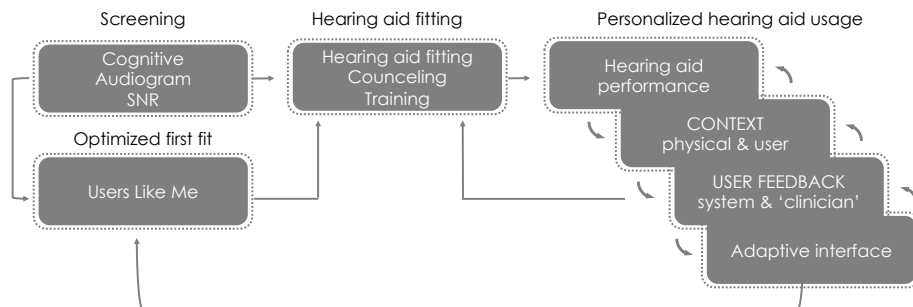 Screening
Cognitive
Audiogram
SNR
Optimized first fit
Users Like Me
Hearing aid fitting
Hearing aid fitting
Counceling
Training
Personalized hearing aid usage
Hearing aid
performance
CONTEXT
physical & user
USER FEEDBACK
system & ‘clinician’
Adaptive interface